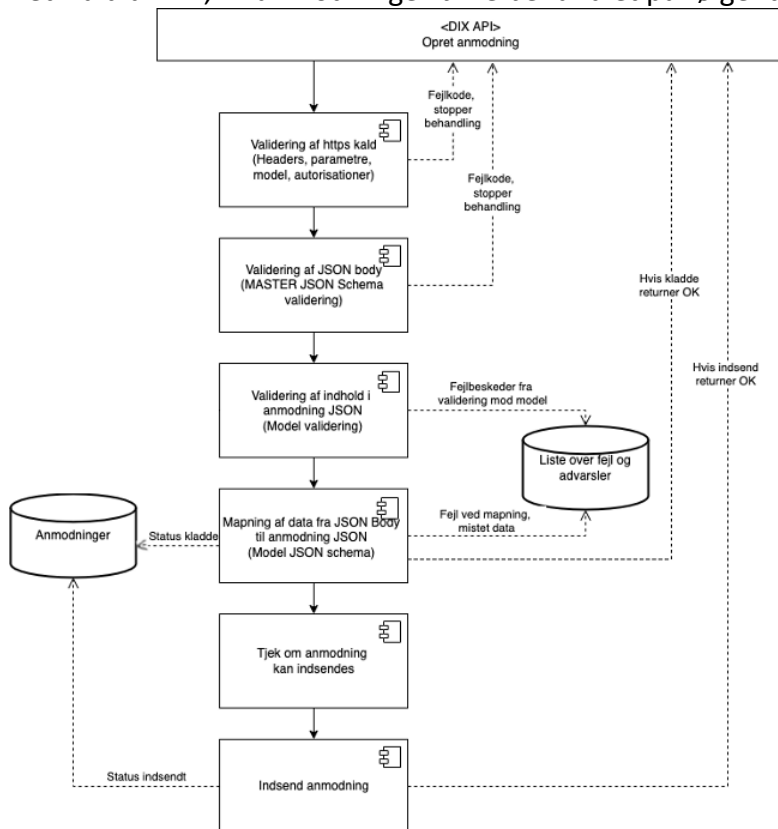 <DIX API>
Opret anmodning
Fejlkode,
stopper
behandling
Validering af https kald
(Headers, parametre,
model, autorisationer)
Fejlkode,
stopper
behandling
Validering af JSON body
(MASTER JSON Schema
validering)
Hvis kladde
returner OK
Validering af indhold i
anmodning JSON
(Model validering)
Fejlbeskeder fra
validering mod model
Hvis indsend
returner OK
Liste over fejl og
advarsler
Anmodninger
Status kladde
Mapning af data fra JSON Body
til anmodning JSON
(Model JSON schema)
Fejl ved mapning,
mistet data
Tjek om anmodning
kan indsendes
Status indsendt
Indsend anmodning